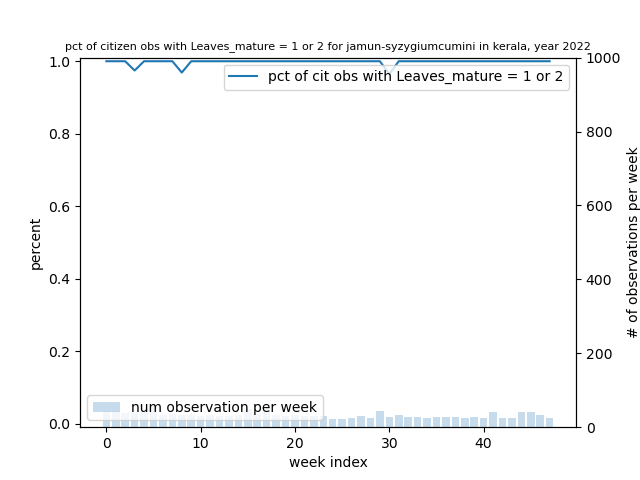 pct of citizen obs with Leaves_mature = 1 or 2 for jamun-syzygiumcumini in kerala, year 2022
pct of cit obs with Leaves_mature = 1 or 2
1.0
0.8
0.6
0.4
0.2
0.0
percent
1000
800
600
400
200
0
# of observations per week
num observation per week
0 10 20 30 40
week index